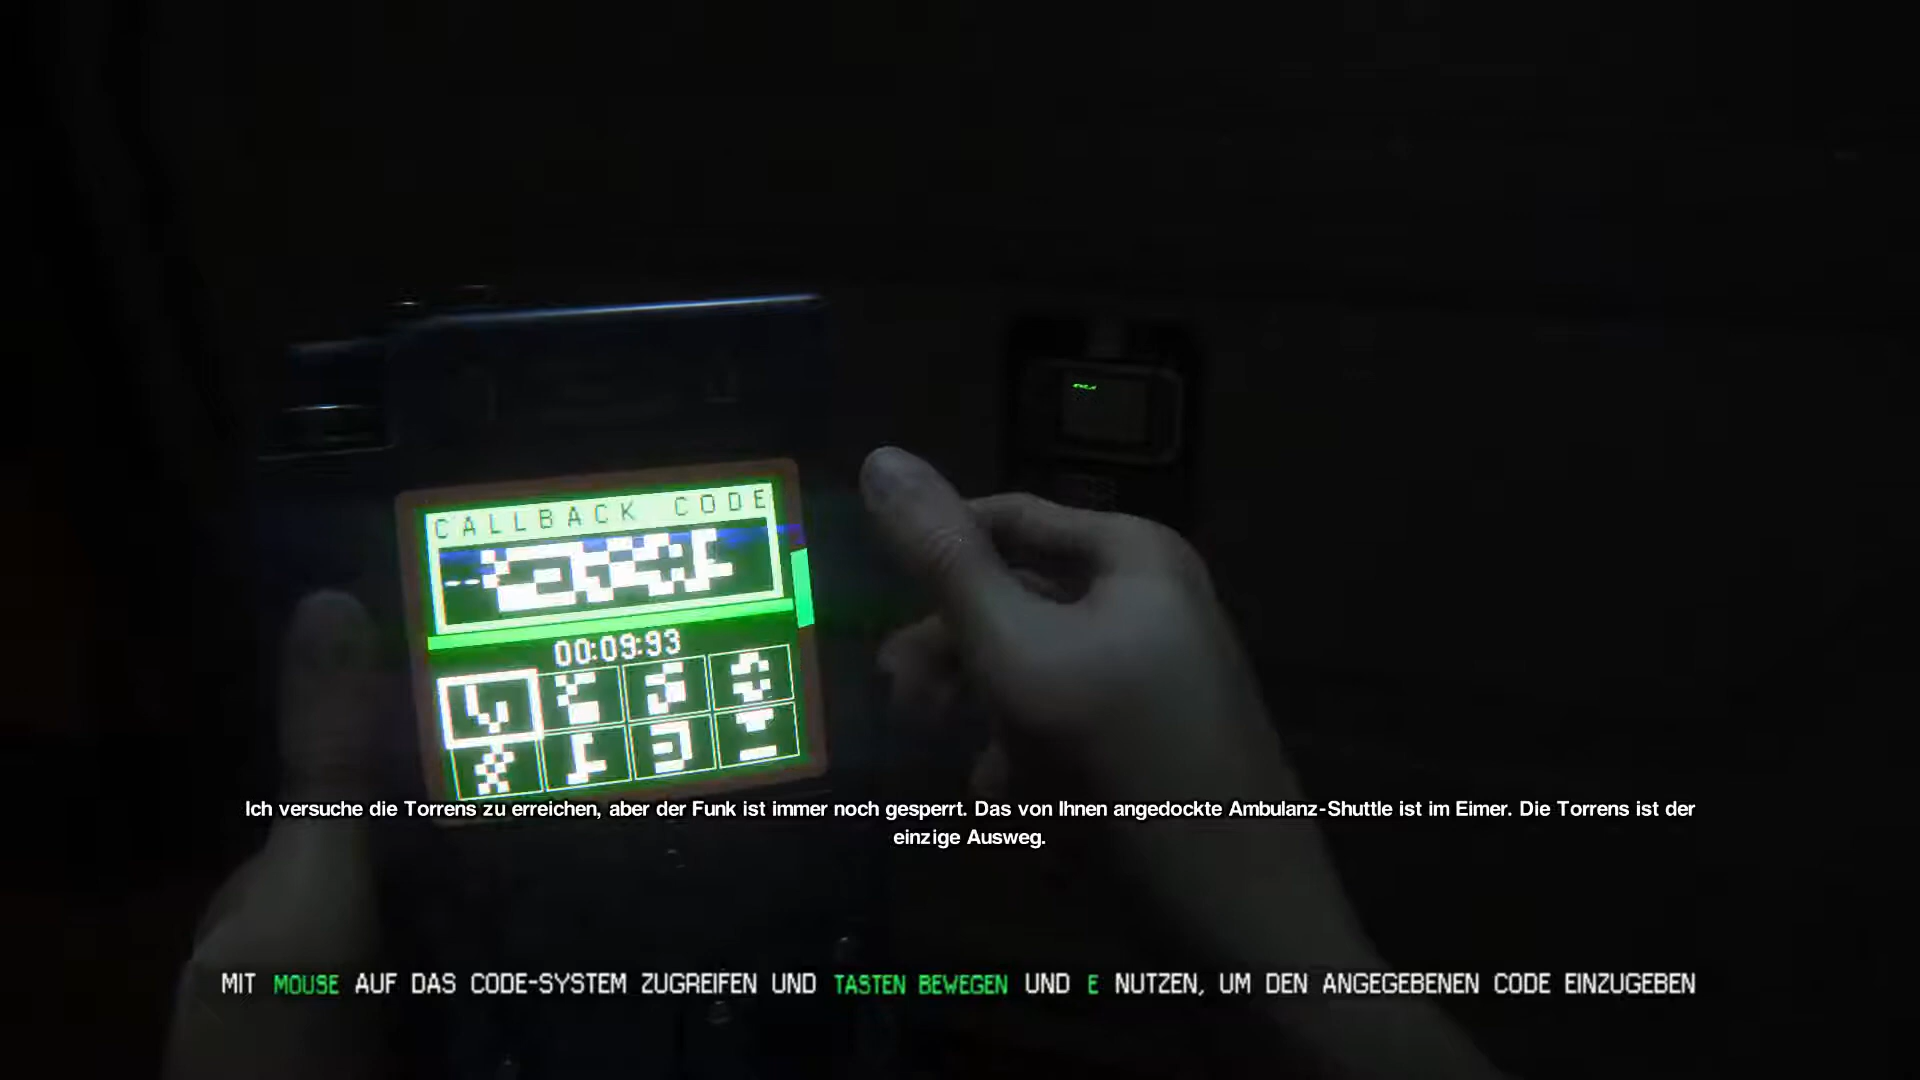 CALLBACK CODE
00:09:93
Ich versuche die Torrens zu erreichen, aber der Funk ist immer noch gesperrt. Das von Ihnen angedockte Ambulanz-Shuttle ist im Eimer. Die Torrens ist der
einzige Ausweg.
MIT MOUSE AUF DAS CODE-SYSTEM ZUGREIFEN UND TASTEN BEWEGEN UND E NUTZEN, UM DEN ANGEGEBENEN CODE EINZUGEBEN